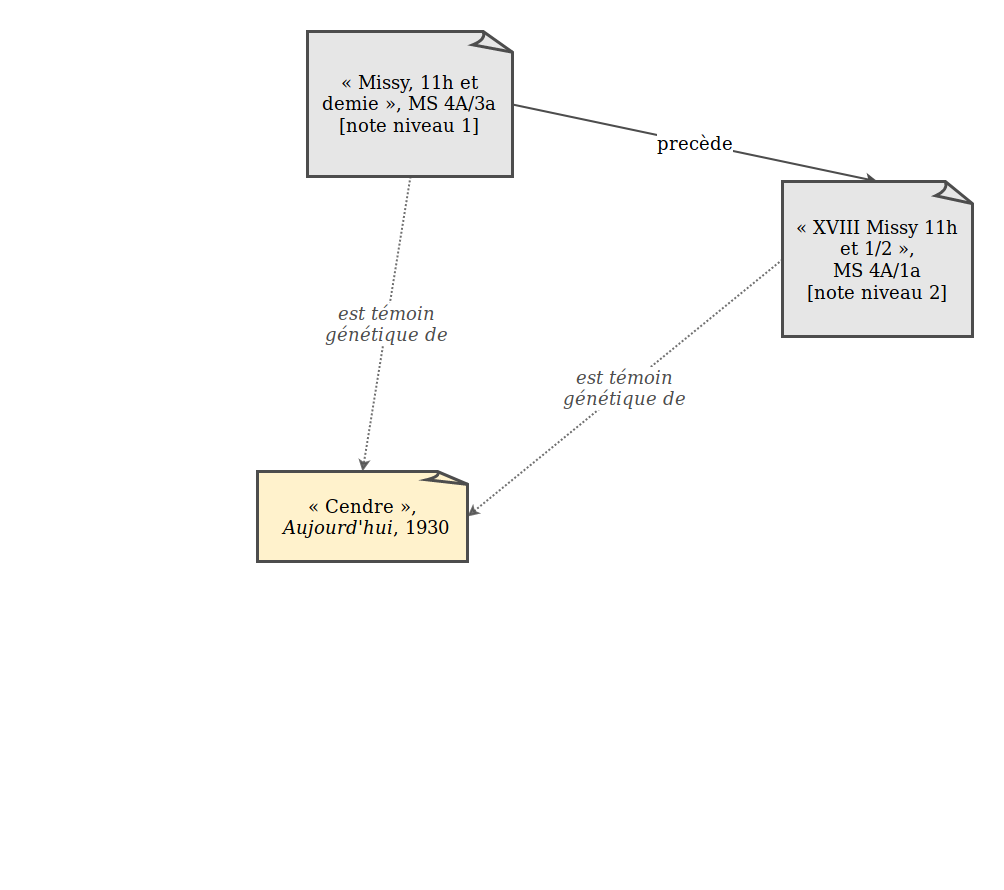 « Missy, 11h et
demie », MS 4A/3a
[note niveau 1]
precède
« XVIII Missy 11h
et 1/2 »,
MS 4A/1a
[note niveau 2]
est témoin
génétique de
est témoin
génétique de
« Cendre »,
Aujourd'hui, 1930